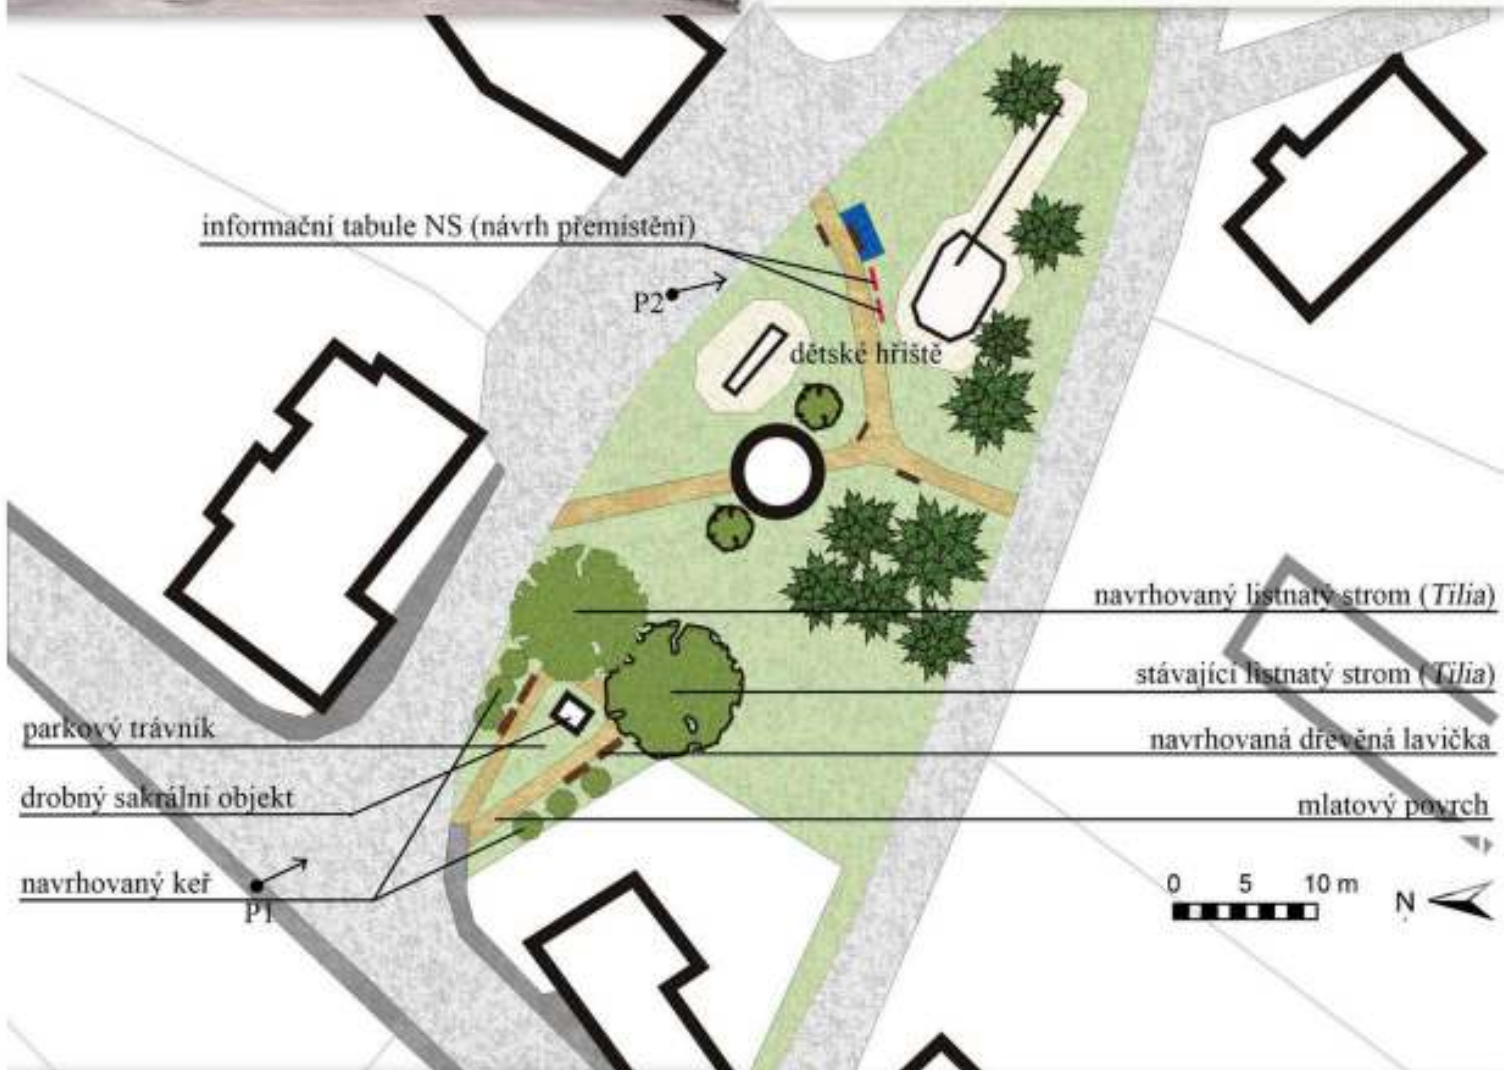 informační tabule NS (návrh přemístění)
P2
dětské hřiště
navrhovaný listnatý strom (Tilia)
stávající listnatý strom (Tilia)
parkový trávník
navrhovaná dřevěná lavička
drobný sakrální objekt
mlatový povrch
navrhovaný keř
P1
0 5 10 m
N